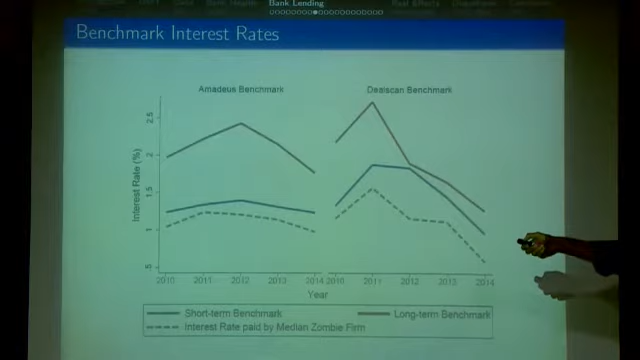 Bank Lending
Real Effects
Benchmark Interest Rates
Amadeus Benchmark
Dealscan Benchmark
Interest Rate (%)
2.5
2
1.5
1
.5
2010 2011 2012 2013 2014 2010 2011 2012 2013 2014
Year
Short-term Benchmark
Long-term Benchmark
Interest Rate paid by Median Zombie Firm